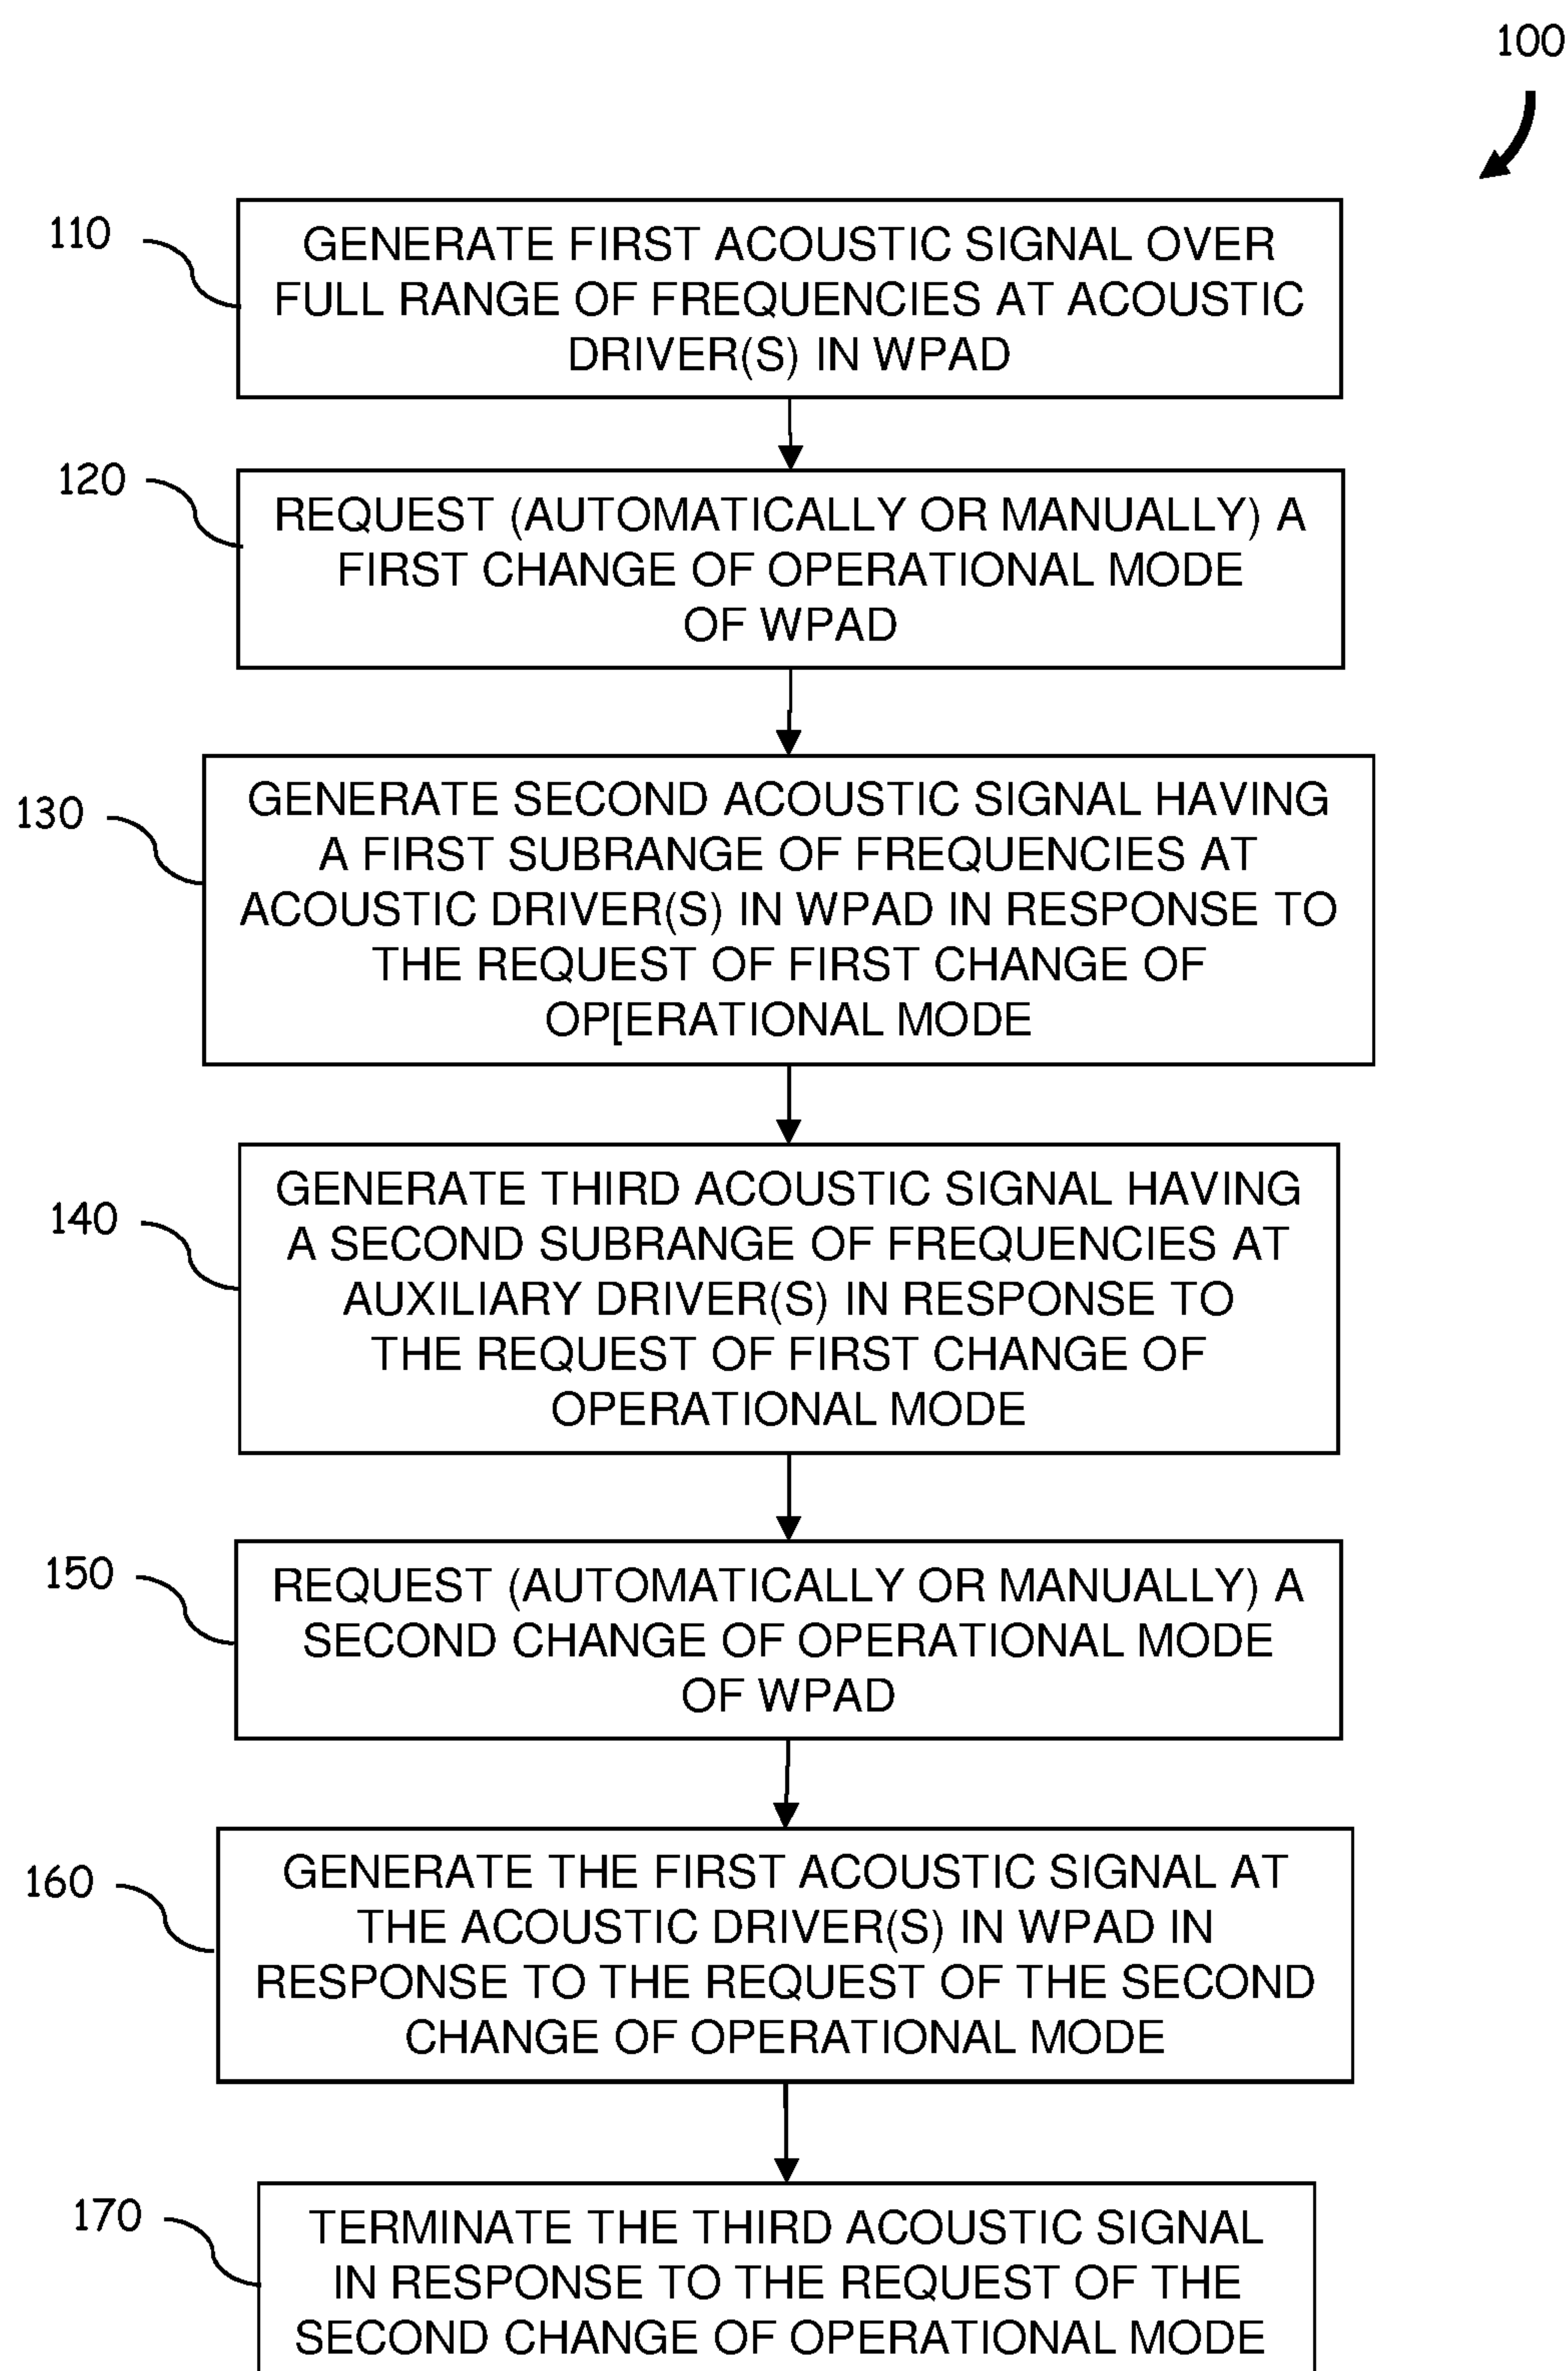 100
110
GENERATE FIRST ACOUSTIC SIGNAL OVER
FULL RANGE OF FREQUENCIES AT ACOUSTIC
DRIVER(S) IN WPAD
120
REQUEST (AUTOMATICALLY OR MANUALLY) A
FIRST CHANGE OF OPERATIONAL MODE
OF WPAD
130
GENERATE SECOND ACOUSTIC SIGNAL HAVING
A FIRST SUBRANGE OF FREQUENCIES AT
ACOUSTIC DRIVER(S) IN WPAD IN RESPONSE TO
THE REQUEST OF FIRST CHANGE OF
OP[ERATIONAL MODE
140
GENERATE THIRD ACOUSTIC SIGNAL HAVING
A SECOND SUBRANGE OF FREQUENCIES AT
AUXILIARY DRIVER(S) IN RESPONSE TO
THE REQUEST OF FIRST CHANGE OF
OPERATIONAL MODE
150
REQUEST (AUTOMATICALLY OR MANUALLY) A
SECOND CHANGE OF OPERATIONAL MODE
OF WPAD
160
GENERATE THE FIRST ACOUSTIC SIGNAL AT
THE ACOUSTIC DRIVER(S) IN WPAD IN
RESPONSE TO THE REQUEST OF THE SECOND
CHANGE OF OPERATIONAL MODE
170
TERMINATE THE THIRD ACOUSTIC SIGNAL
IN RESPONSE TO THE REQUEST OF THE
SECOND CHANGE OF OPERATIONAL MODE